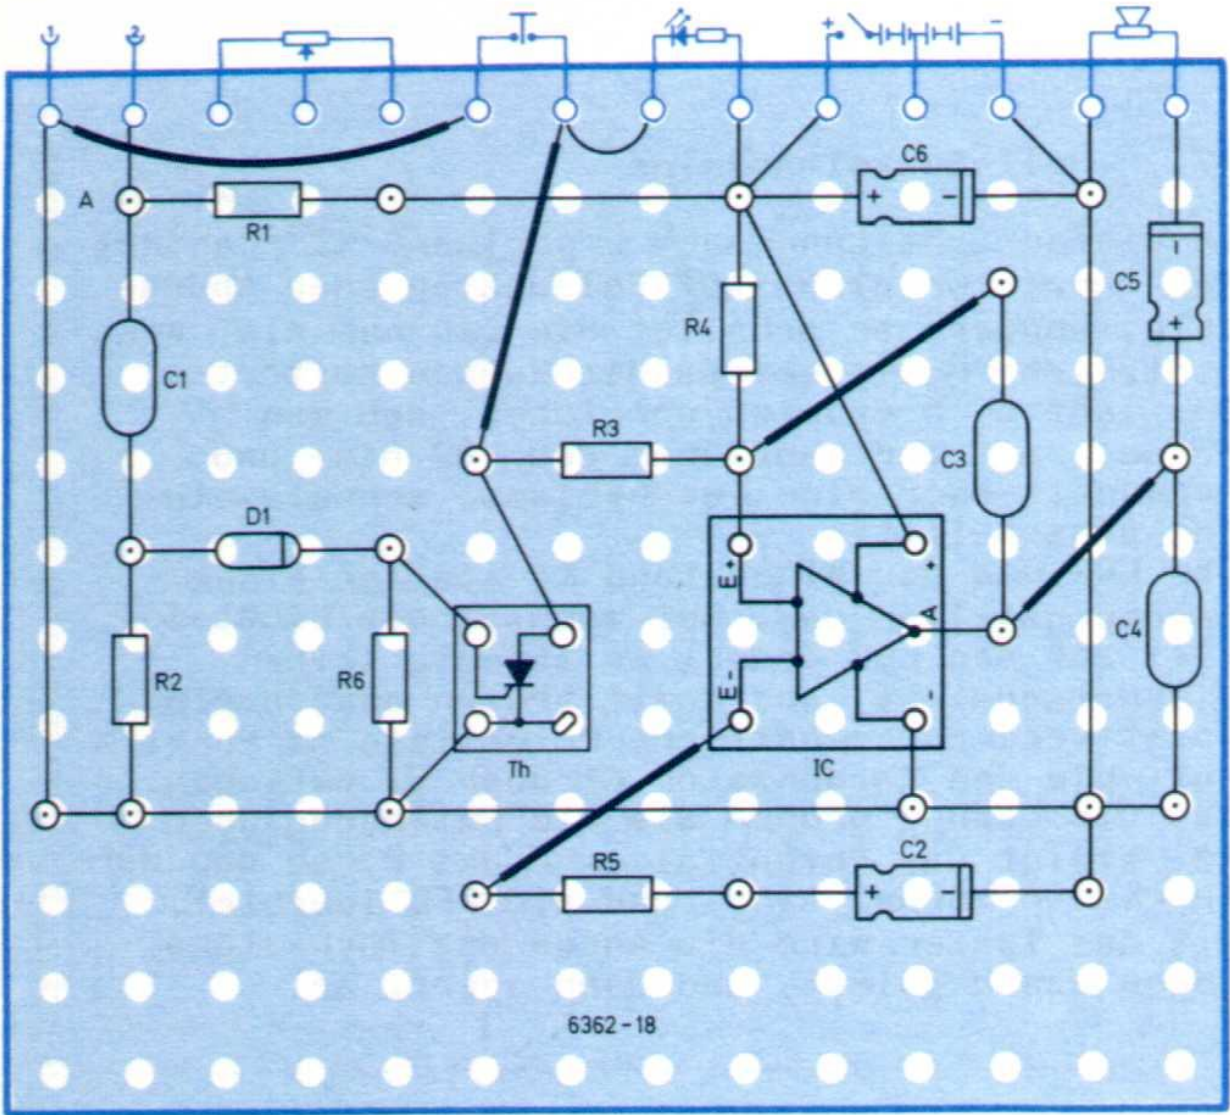 1 2 + −
C6
+ −
A
R1
−
C5
+
R4
C1
R3
C3
D1
E+ +
A
C4
R2 R6
E- -
Th IC
R5 C2
+ −
6362-18